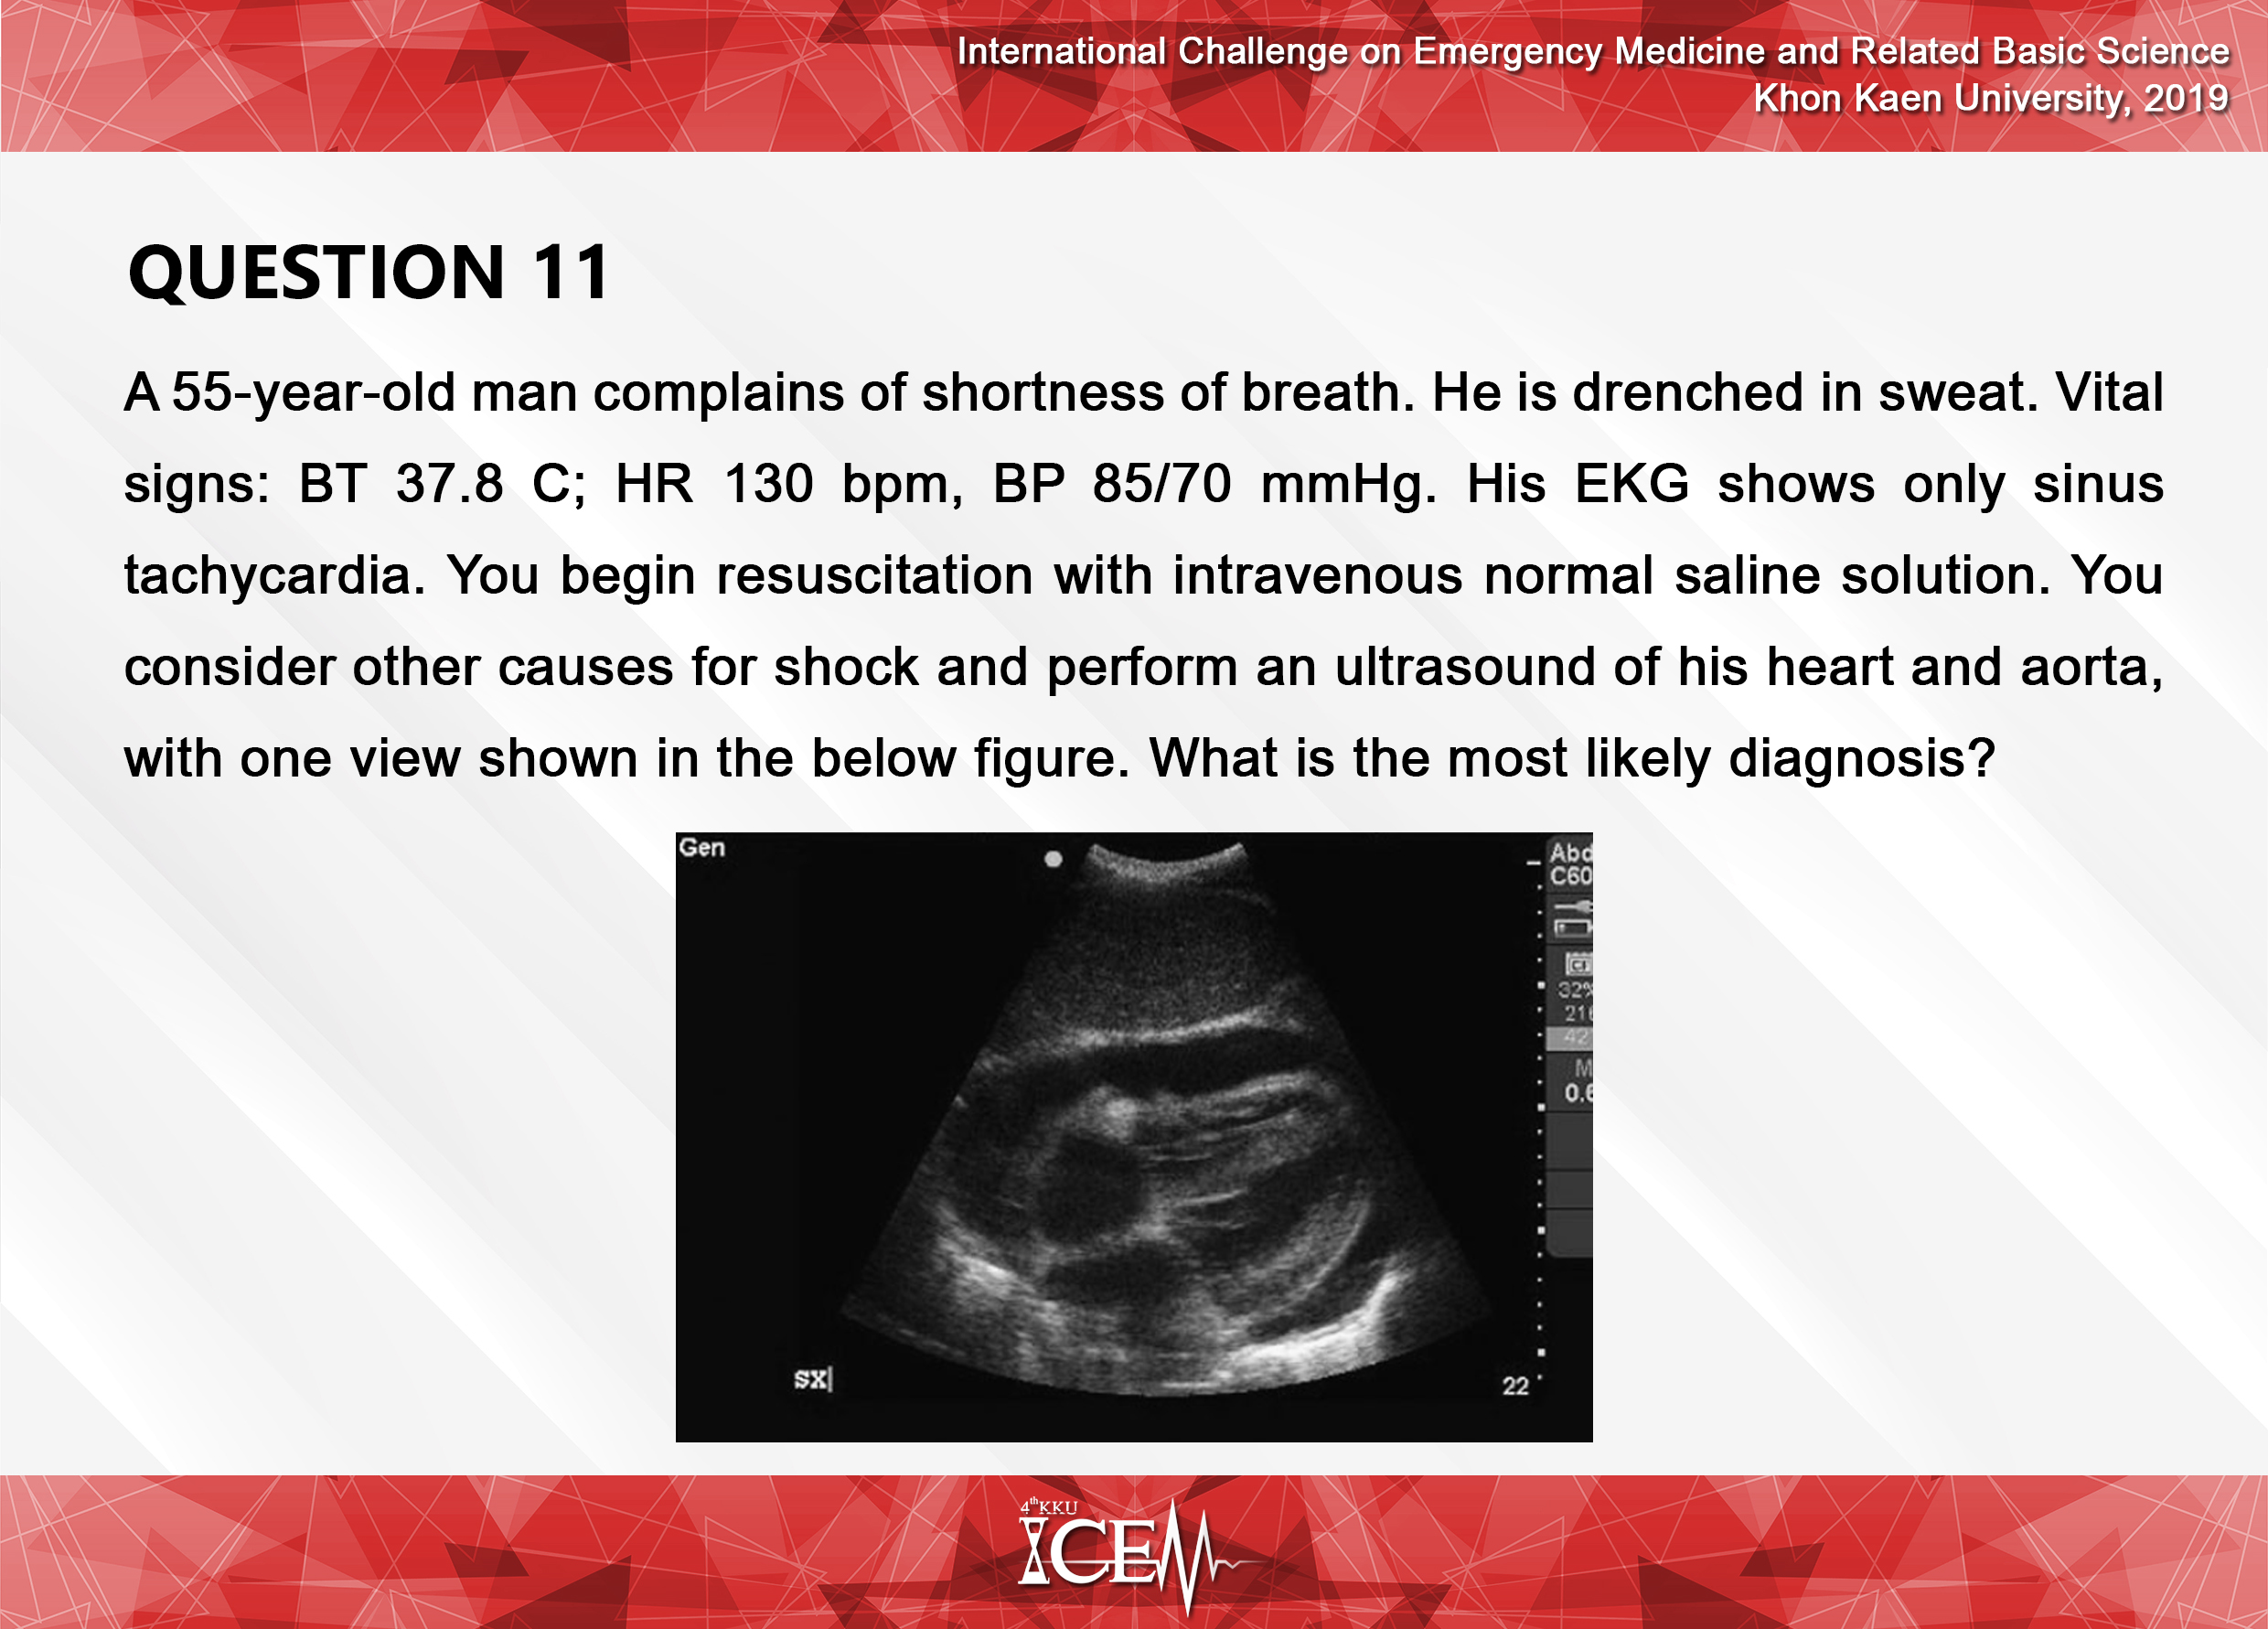 International Challenge on Emergency Medicine and Related Basic Science
Khon Kaen University, 2019
QUESTION 11
A 55-year-old man complains of shortness of breath. He is drenched in sweat. Vital
signs: BT 37.8 C; HR 130 bpm, BP 85/70 mmHg. His EKG shows only sinus
tachycardia. You begin resuscitation with intravenous normal saline solution. You
consider other causes for shock and perform an ultrasound of his heart and aorta,
with one view shown in the below figure. What is the most likely diagnosis?
Gen
Abd
C60
32%
216
42
M
0.6
SX
22
4th KKU
ICEM